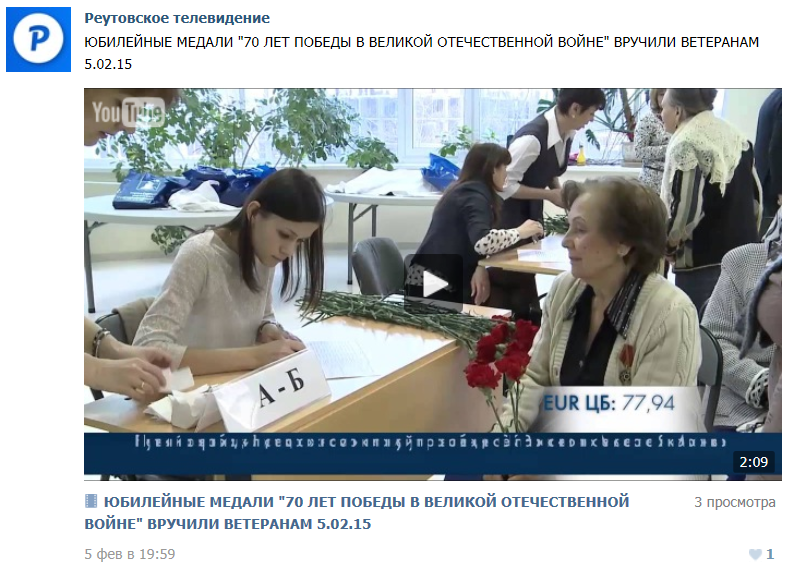 Р
Реутовское телевидение
ЮБИЛЕЙНЫЕ МЕДАЛИ "70 ЛЕТ ПОБЕДЫ В ВЕЛИКОЙ ОТЕЧЕСТВЕННОЙ ВОЙНЕ" ВРУЧИЛИ ВЕТЕРАНАМ
5.02.15
YouTube
А - Б
EUR ЦБ: 77,94
2:09
ЮБИЛЕЙНЫЕ МЕДАЛИ "70 ЛЕТ ПОБЕДЫ В ВЕЛИКОЙ ОТЕЧЕСТВЕННОЙ
ВОЙНЕ" ВРУЧИЛИ ВЕТЕРАНАМ 5.02.15
3 просмотра
5 фев в 19:59
1